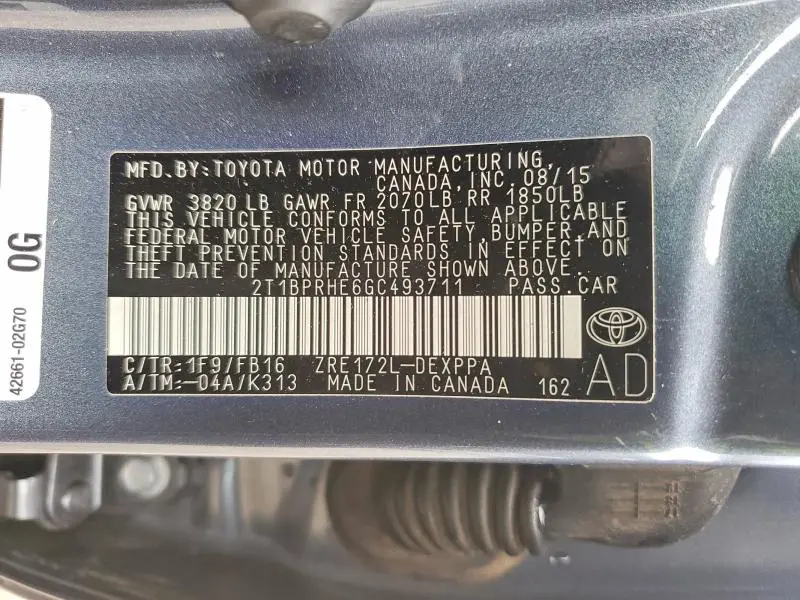 MFD.BY:TOYOTA MOTOR MANUFACTURING,
CANADA,INC. 08/15
GVWR 3820 LB GAWR FR 2070LB RR 1850LB
THIS VEHICLE CONFORMS TO ALL APPLICABLE
FEDERAL MOTOR VEHICLE SAFETY,BUMPER,AND
THEFT PREVENTION STANDARDS IN EFFECT ON
THE DATE OF MANUFACTURE SHOWN ABOVE.
2T1BPRHE6GC493711 PASS.CAR
C/TR:1F9/FB16 ZRE172L-DEXPPA
A/TM:-04A/K313 MADE IN CANADA 162 AD
0G
42661-02G70